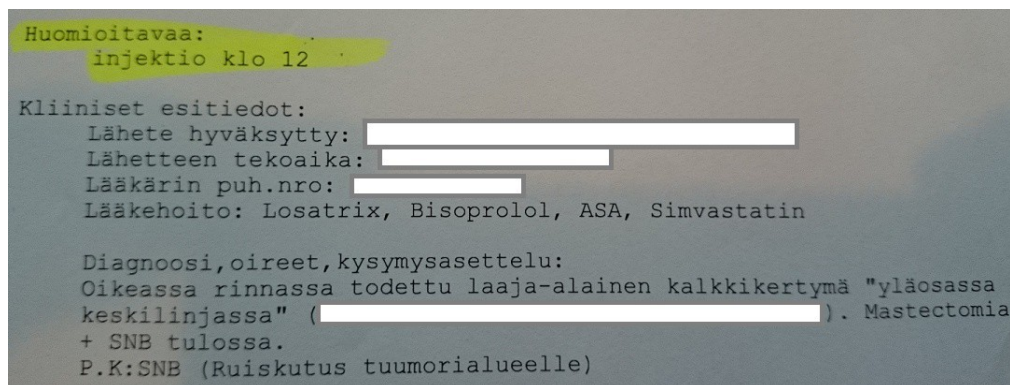 Huomioitavaa:
injektio klo 12
Kliiniset esitiedot:
Lähete hyväksytty:
Lähetteen tekoaika:
Lääkärin puh.nro:
Lääkehoito: Losatrix, Bisoprolol, ASA, Simvastatin
Diagnoosi,oireet,kysymysasettelu:
Oikeassa rinnassa todettu laaja-alainen kalkkikertymä "yläosassa
keskilinjassa" ( ). Mastectomia
+ SNB tulossa.
P.K:SNB (Ruiskutus tuumorialueelle)